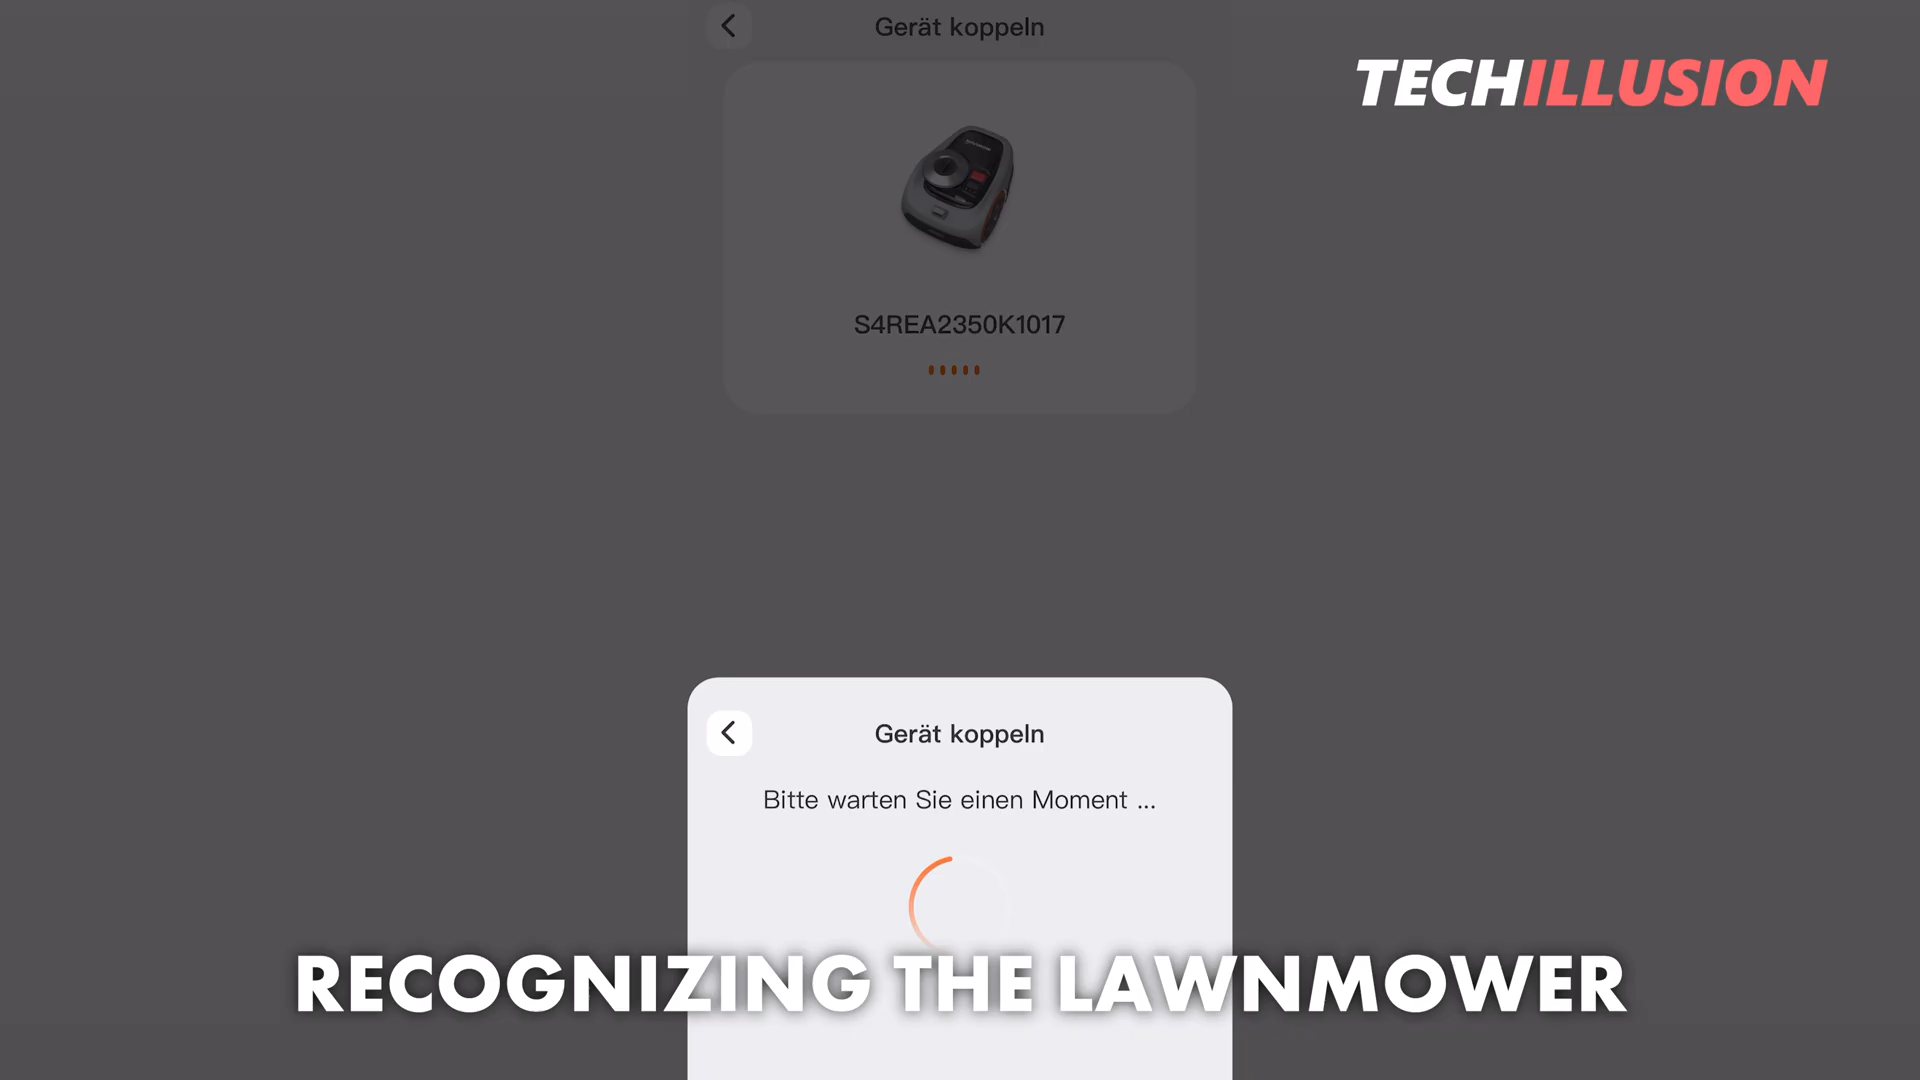 Gerät koppeln
TECHILLUSION
S4REA2350K1017
Gerät koppeln
Bitte warten Sie einen Moment ...
RECOGNIZING THE LAWNMOWER